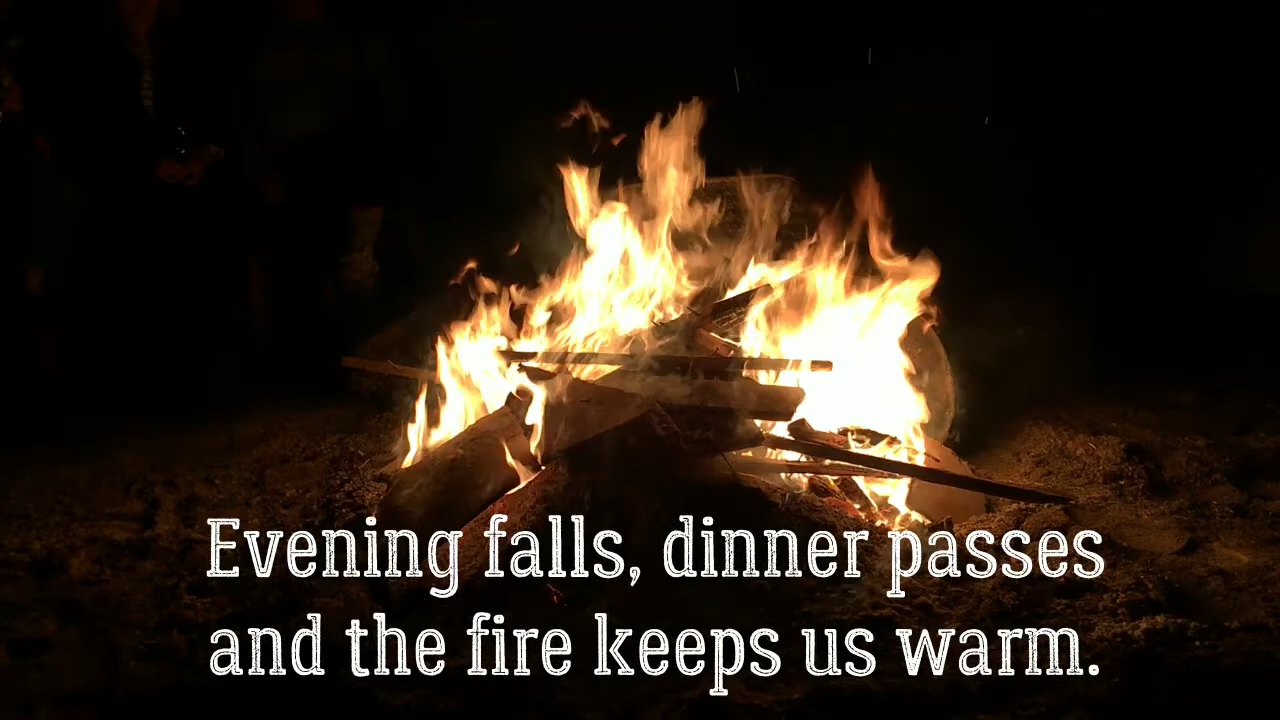 Evening falls, dinner passes
and the fire keeps us warm.